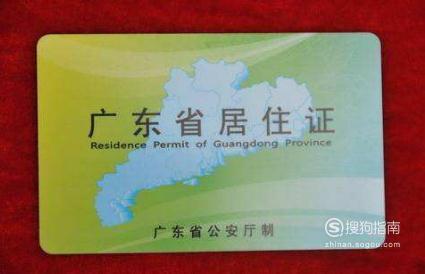 广东省居住证
Residence Permit of Guangdong Province
广东省公安厅制
搜狗指南
zhinan.sogou.com